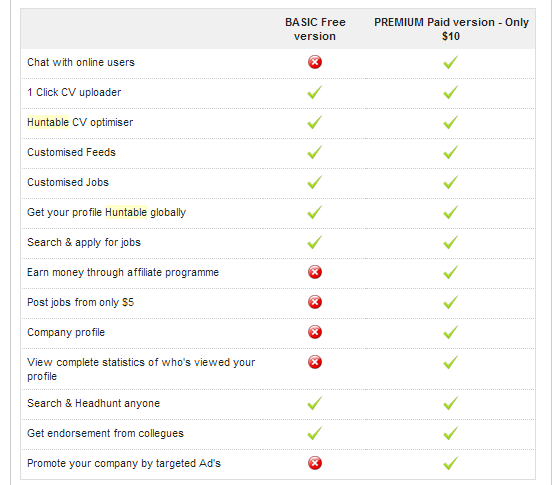 BASIC Free version
PREMIUM Paid version - Only $10
Chat with online users
1 Click CV uploader
Huntable CV optimiser
Customised Feeds
Customised Jobs
Get your profile Huntable globally
Search & apply for jobs
Earn money through affiliate programme
Post jobs from only $5
Company profile
View complete statistics of who's viewed your
profile
Search & Headhunt anyone
Get endorsement from collegues
Promote your company by targeted Ad's